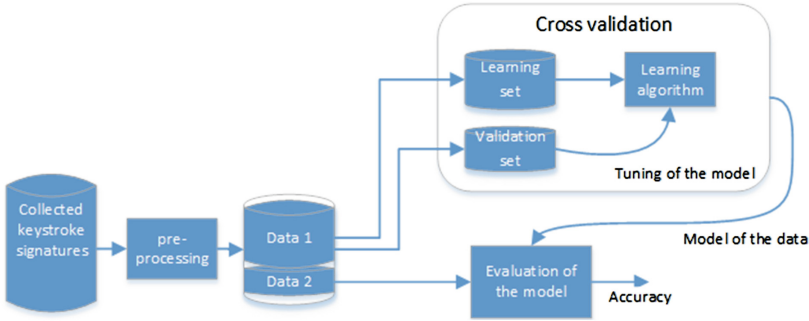 Cross validation
Learning
set
Learning
algorithm
Validation
set
Tuning of the model
Collected
keystroke
signatures
pre-
processing
Data 1
Data 2
Model of the data
Evaluation of
the model
Accuracy